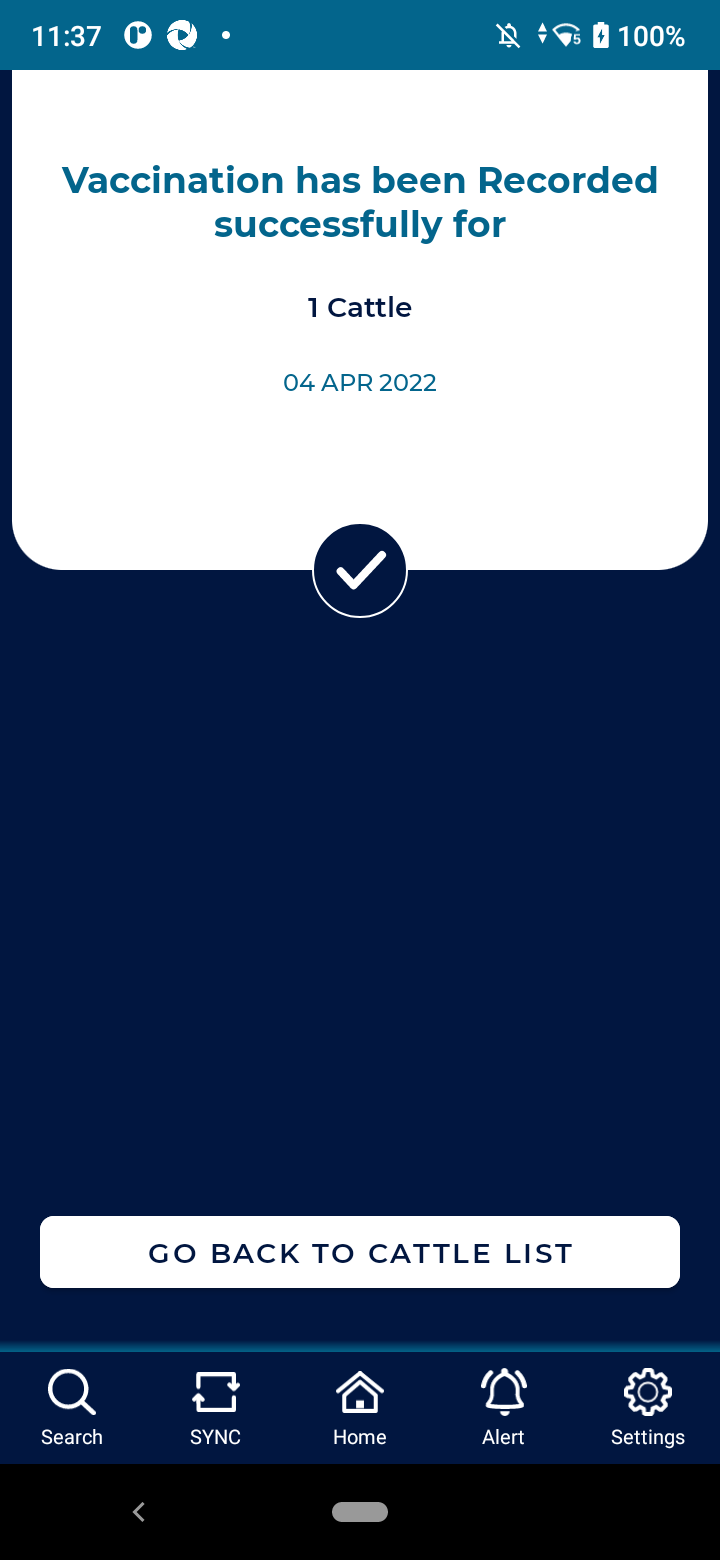 11:37
5
100%
Vaccination has been Recorded
successfully for
1 Cattle
04 APR 2022
GO BACK TO CATTLE LIST
Search
SYNC
Home
Alert
Settings